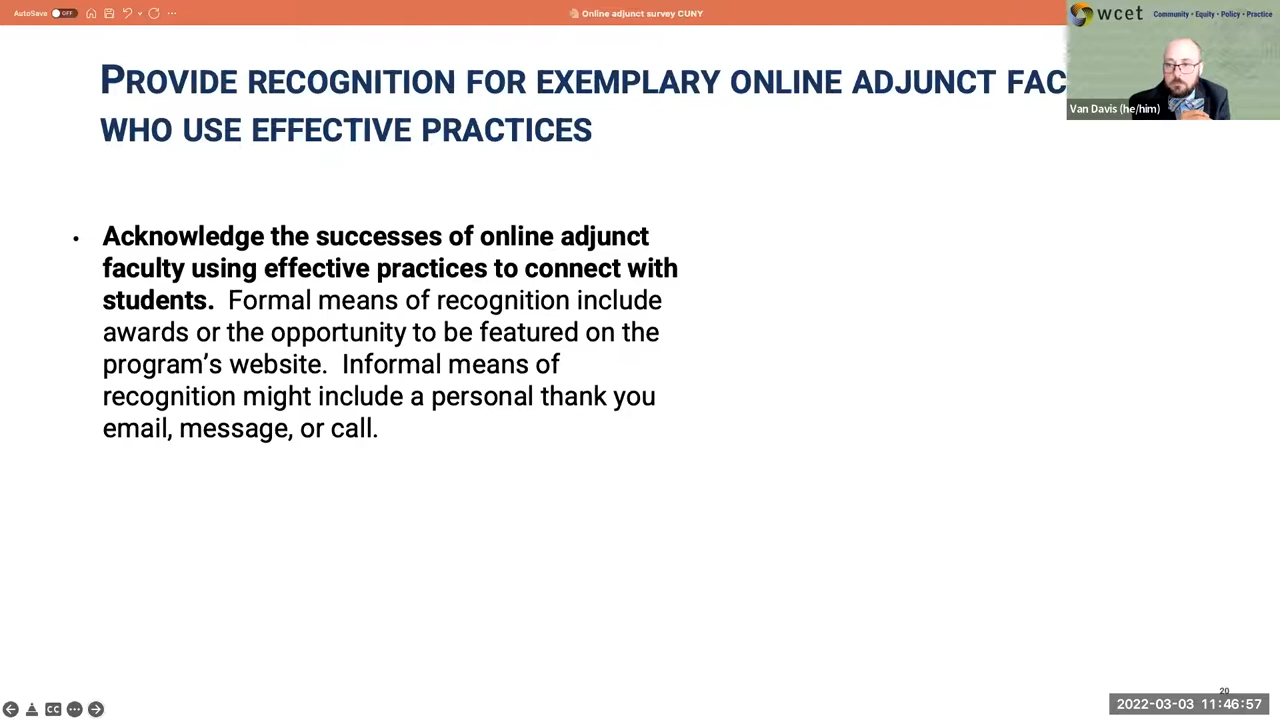 AutoSave OFF
Online adjunct survey CUNY
wcet Community • Equity • Policy • Practice
Van Davis (he/him)
PROVIDE RECOGNITION FOR EXEMPLARY ONLINE ADJUNCT FAC
WHO USE EFFECTIVE PRACTICES
• Acknowledge the successes of online adjunct
faculty using effective practices to connect with
students. Formal means of recognition include
awards or the opportunity to be featured on the
program’s website. Informal means of
recognition might include a personal thank you
email, message, or call.
20
CC
2022-03-03 11:46:57